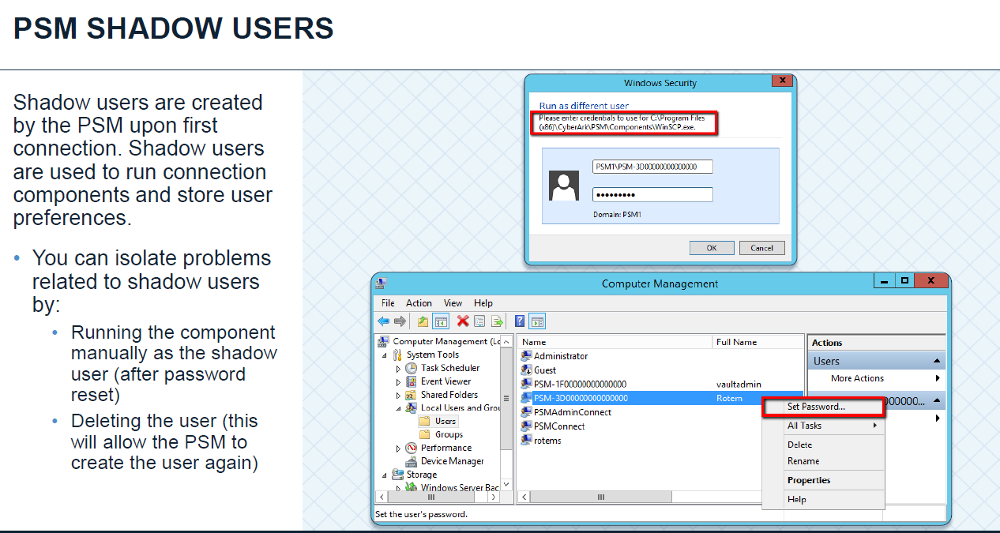 PSM SHADOW USERS
Shadow users are created
by the PSM upon first
connection. Shadow users
are used to run connection
components and store user
preferences.
• You can isolate problems
related to shadow users
by:
• Running the component
manually as the shadow
user (after password
reset)
• Deleting the user (this
will allow the PSM to
create the user again)
Windows Security
Run as different user
Please enter credentials to use for C:\Program Files
(x86)\CyberArk\PSM\Components\WinSCP.exe.
PSM1\PSM-3D00000000000000
Domain: PSM1
OK Cancel
Computer Management
File Action View Help
Computer Management (Lc
System Tools
Task Scheduler
Event Viewer
Shared Folders
Local Users and Grou
Users
Groups
Performance
Device Manager
Storage
Windows Server Bac
Name Full Name
Administrator
Guest
PSM-1F00000000000000 vaultadmin
PSM-3D00000000000000 Rotem
PSMAdminConnect
PSMConnect
rotems
Actions
Users
More Actions
00000...
Set Password...
All Tasks
Delete
Rename
Properties
Help
Set the user's password.